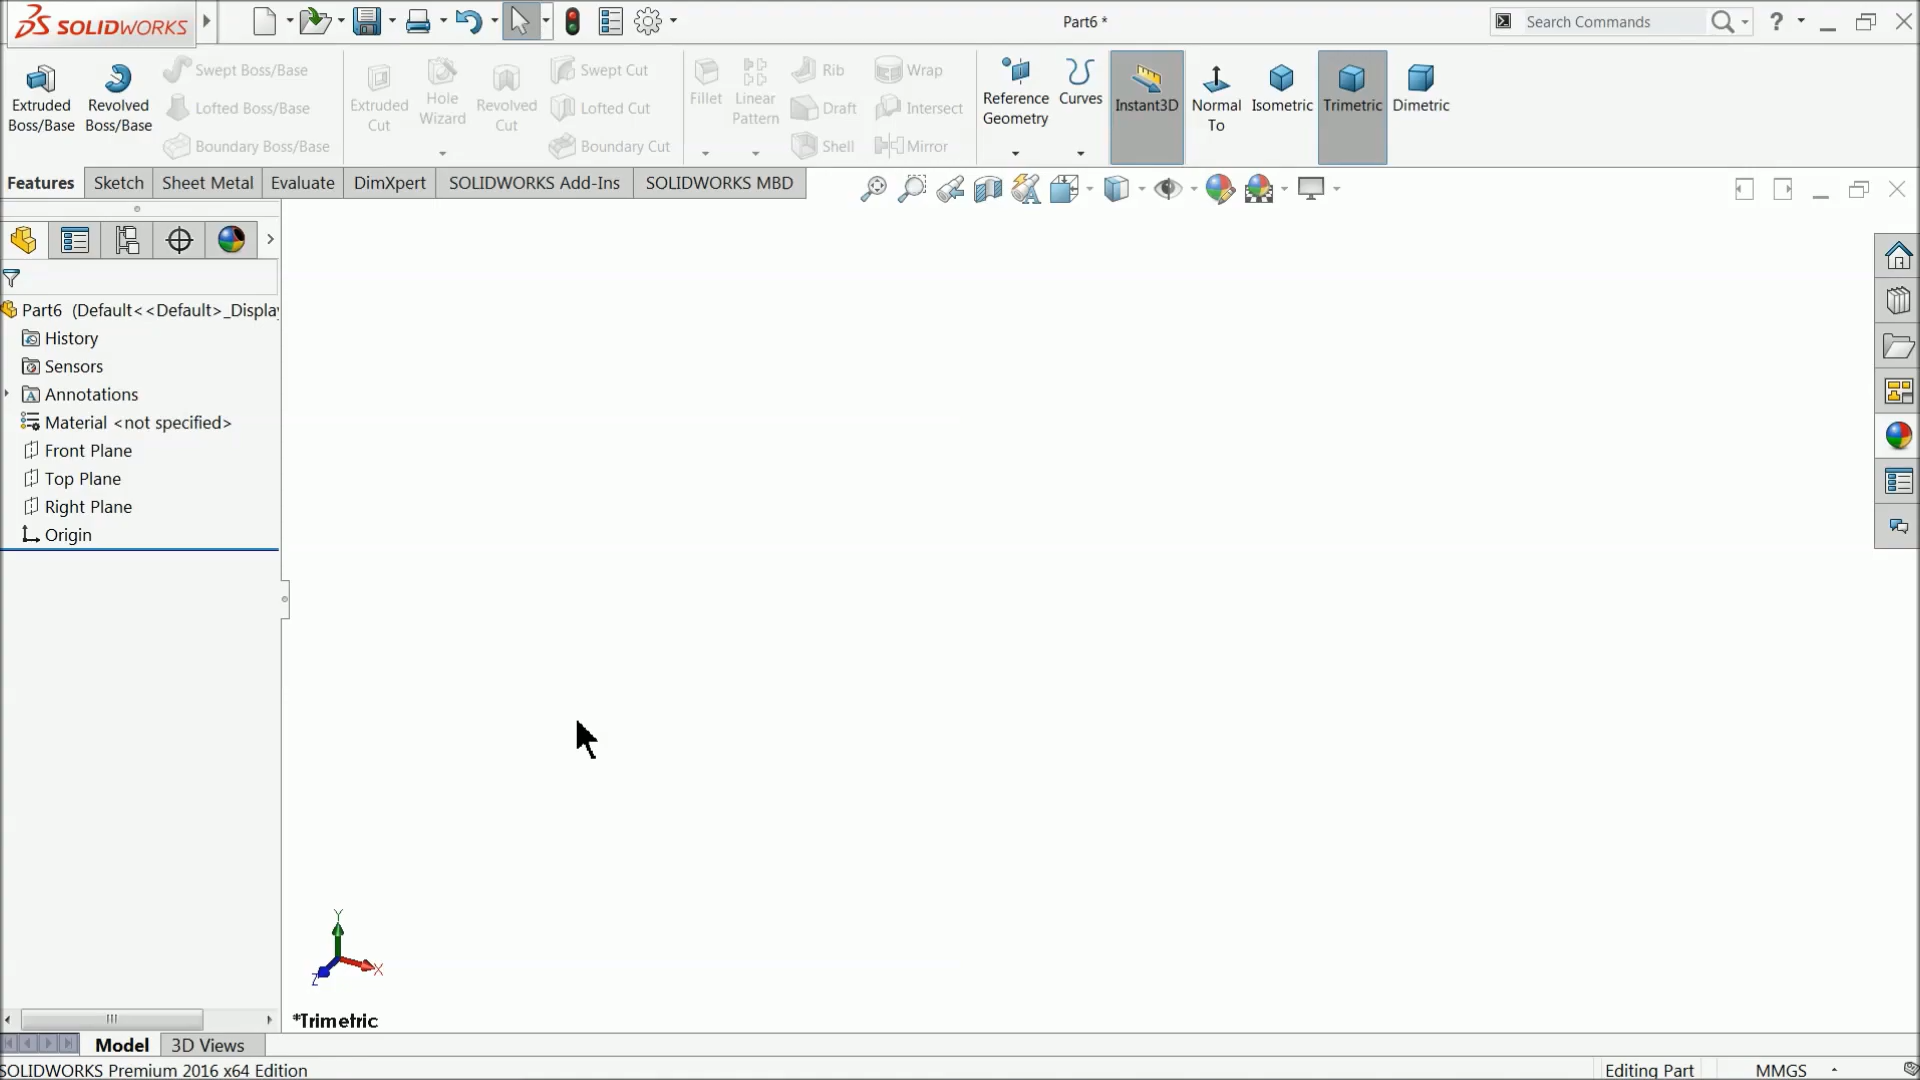 SOLIDWORKS
Part6 *
Search Commands
?
Extruded Boss/Base
Revolved Boss/Base
Swept Boss/Base
Lofted Boss/Base
Boundary Boss/Base
Extruded Cut
Hole Wizard
Revolved Cut
Swept Cut
Lofted Cut
Boundary Cut
Fillet
Linear Pattern
Rib
Draft
Shell
Wrap
Intersect
Mirror
Reference Geometry
Curves
Instant3D
Normal To
Isometric
Trimetric
Dimetric
Features
Sketch
Sheet Metal
Evaluate
DimXpert
SOLIDWORKS Add-Ins
SOLIDWORKS MBD
Part6 (Default<<Default>_Displa
History
Sensors
Annotations
Material <not specified>
Front Plane
Top Plane
Right Plane
Origin
Y
X
Z
*Trimetric
Model
3D Views
SOLIDWORKS Premium 2016 x64 Edition
Editing Part
MMGS